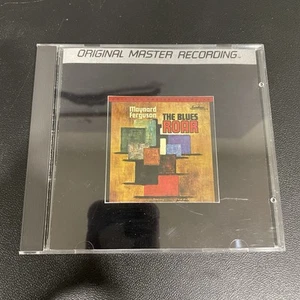 ORIGINAL MASTER RECORDING
Maynard
Ferguson
THE BLUES
ROAR